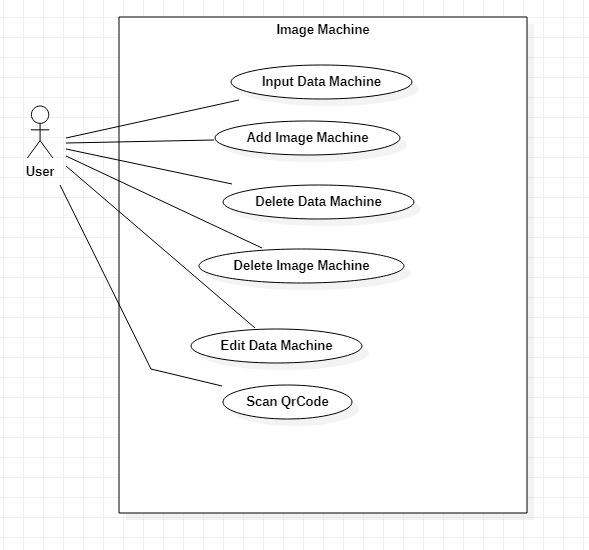 Image Machine
Input Data Machine
Add Image Machine
User
Delete Data Machine
Delete Image Machine
Edit Data Machine
Scan QrCode